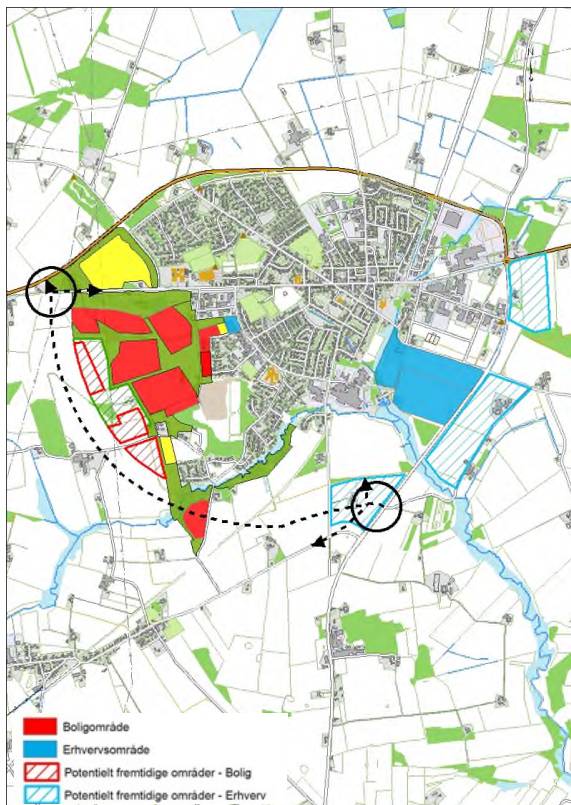 Boligområde
Erhvervsområde
Potentielt fremtidige områder - Bolig
Potentielt fremtidige områder - Erhverv